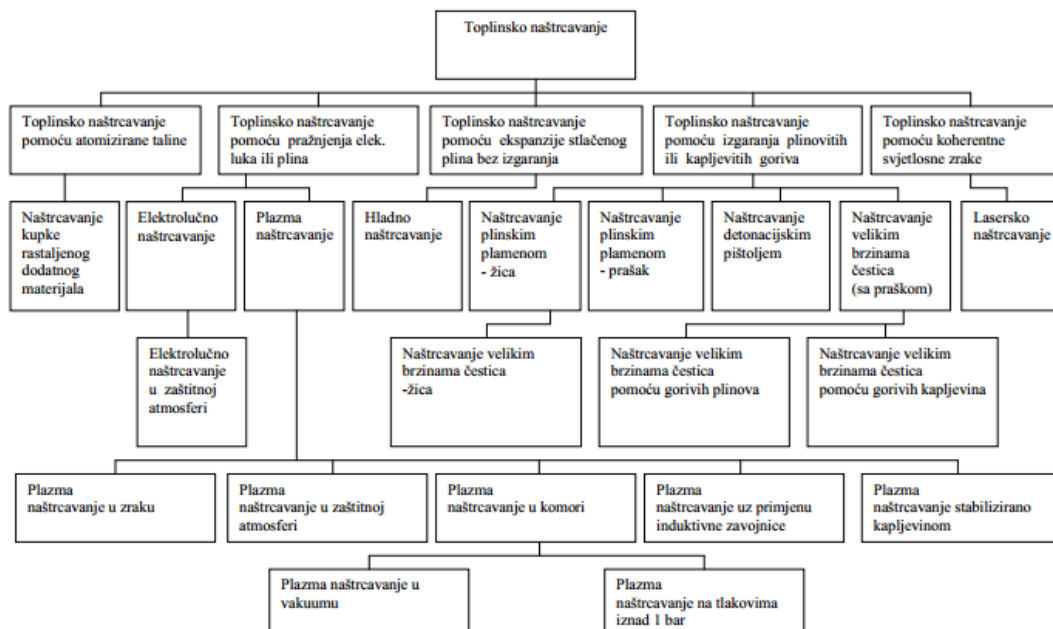 Toplinsko naštrcavanje
Toplinsko naštrcavanje
pomoću atomizirane taline
Toplinsko naštrcavanje
pomoću pražnjenja elek.
luka ili plina
Toplinsko naštrcavanje
pomoću ekspanzije stlačenog
plina bez izgaranja
Toplinsko naštrcavanje
pomoću izgaranja plinovitih
ili kapljevitih goriva
Toplinsko naštrcavanje
pomoću koherentne
svjetlosne zrake
Naštrcavanje
kupke
rastaljenog
dodatnog
materijala
Elektrolučno
naštrcavanje
Plazma
naštrcavanje
Hladno
naštrcavanje
Naštrcavanje
plinskim
plamenom
- žica
Naštrcavanje
plinskim
plamenom
- prašak
Naštrcavanje
detonacijskim
pištoljem
Naštrcavanje
velikim
brzinama
čestica
(sa praškom)
Lasersko
naštrcavanje
Elektrolučno
naštrcavanje
u zaštitnoj
atmosferi
Naštrcavanje velikim
brzinama čestica
-žica
Naštrcavanje velikim
brzinama čestica
pomoću gorivih plinova
Naštrcavanje velikim
brzinama čestica
pomoću gorivih kapljevina
Plazma
naštrcavanje u zraku
Plazma
naštrcavanje u zaštitnoj
atmosferi
Plazma
naštrcavanje u komori
Plazma
naštrcavanje uz primjenu
induktivne zavojnice
Plazma
naštrcavanje stabilizirano
kapljevinom
Plazma naštrcavanje u
vakuumu
Plazma
naštrcavanje na tlakovima
iznad 1 bar